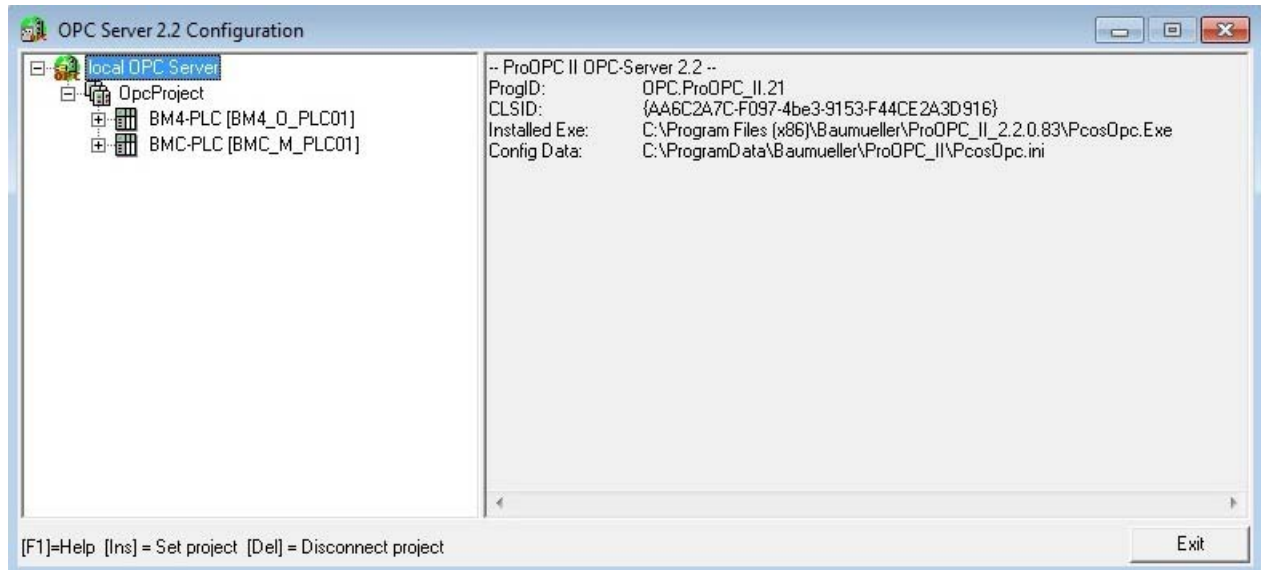 OPC Server 2.2 Configuration
local OPC Server
OpcProject
BM4-PLC [BM4_O_PLC01]
BMC-PLC [BMC_M_PLC01]
-- ProOPC II OPC-Server 2.2 --
ProgID: OPC.ProOPC_II.21
CLSID: {AA6C2A7C-F097-4be3-9153-F44CE2A3D916}
Installed Exe: C:\Program Files (x86)\Baumueller\ProOPC_II_2.2.0.83\PcosOpc.Exe
Config Data: C:\ProgramData\Baumueller\ProOPC_II\PcosOpc.ini
[F1]=Help [Ins] = Set project [Del] = Disconnect project
Exit